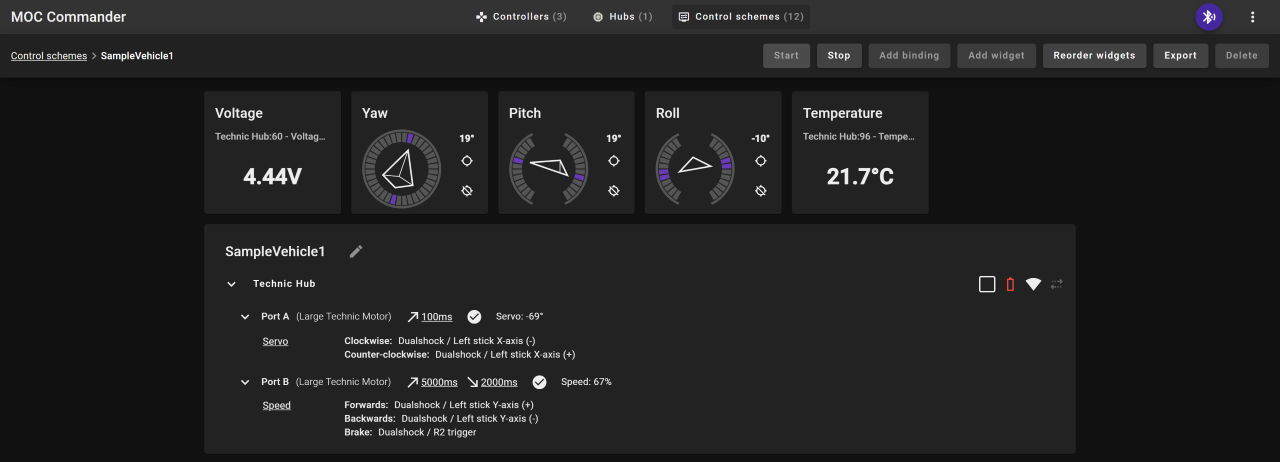 MOC Commander
Controllers (3)
Hubs (1)
Control schemes (12)
Control schemes > SampleVehicle1
Start
Stop
Add binding
Add widget
Reorder widgets
Export
Delete
Voltage
Technic Hub:60 - Voltag...
4.44V
Yaw
19°
Pitch
19°
Roll
-10°
Temperature
Technic Hub:96 - Tempe...
21.7°C
SampleVehicle1
Technic Hub
Port A (Large Technic Motor) 100ms Servo: -69°
Servo
Clockwise: Dualshock / Left stick X-axis (-)
Counter-clockwise: Dualshock / Left stick X-axis (+)
Port B (Large Technic Motor) 5000ms 2000ms Speed: 67%
Speed
Forwards: Dualshock / Left stick Y-axis (+)
Backwards: Dualshock / Left stick Y-axis (-)
Brake: Dualshock / R2 trigger